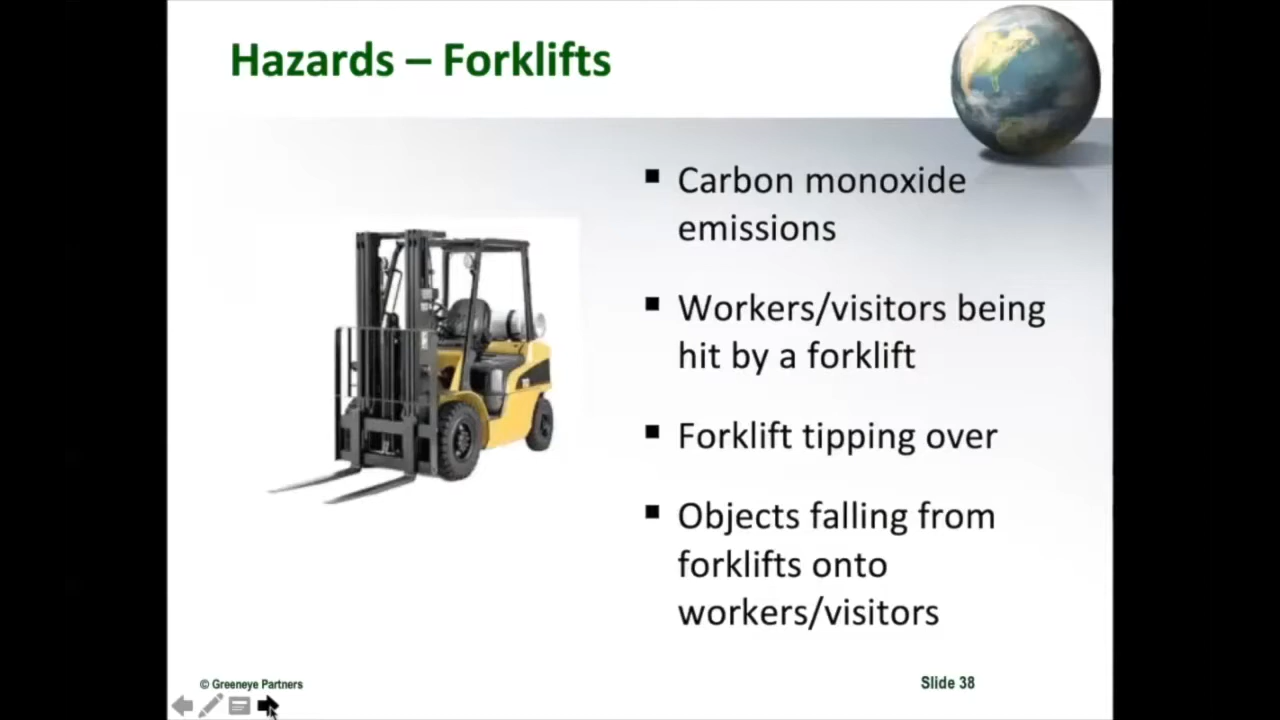 Hazards – Forklifts
▪ Carbon monoxide
emissions
▪ Workers/visitors being
hit by a forklift
▪ Forklift tipping over
▪ Objects falling from
forklifts onto
workers/visitors
© Greeneye Partners
Slide 38